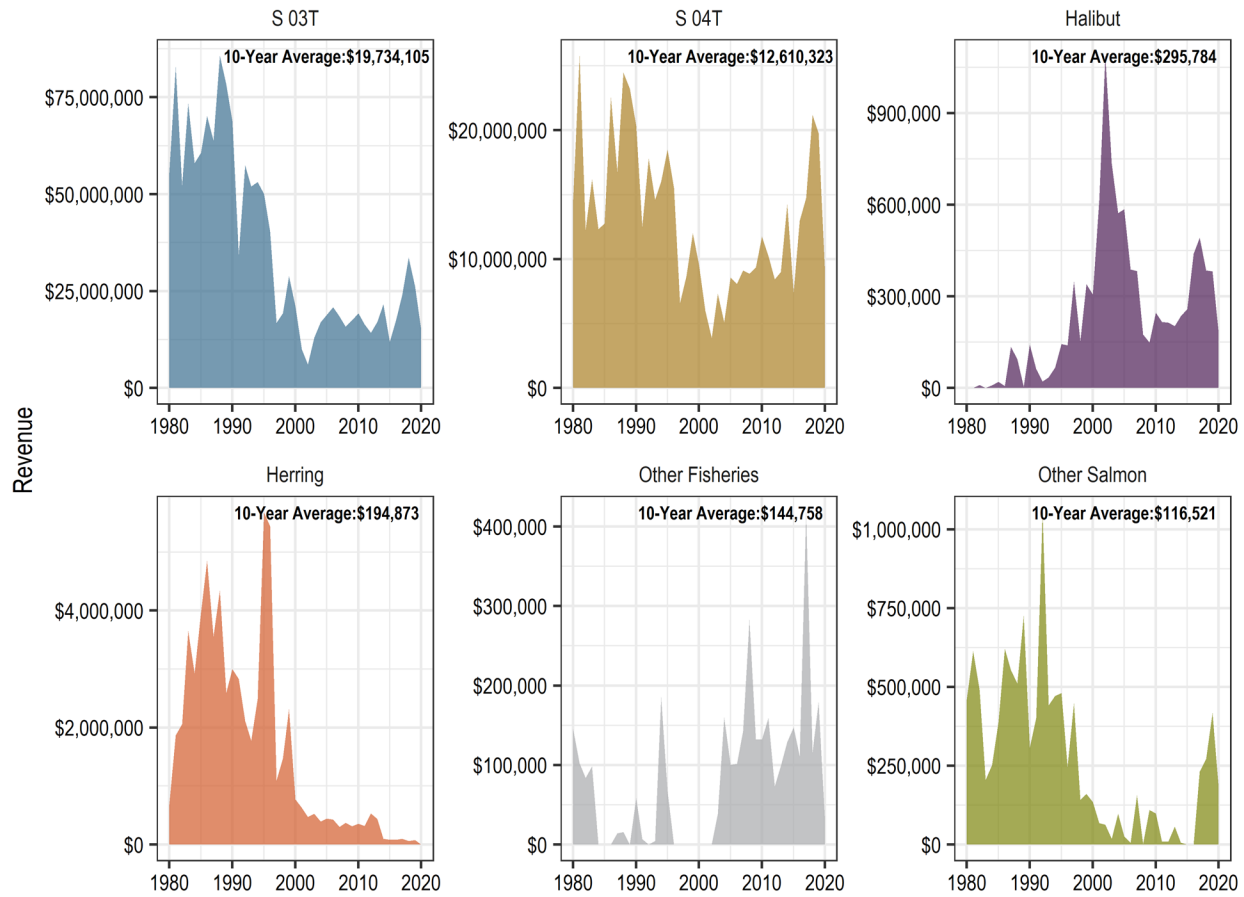 S 03T
S 04T
Halibut
10-Year Average:$19,734,105
10-Year Average:$12,610,323
10-Year Average:$295,784
$75,000,000
$50,000,000
$25,000,000
$0
$20,000,000
$10,000,000
$0
$900,000
$600,000
$300,000
$0
1980 1990 2000 2010 2020
1980 1990 2000 2010 2020
1980 1990 2000 2010 2020
Revenue
Herring
Other Fisheries
Other Salmon
10-Year Average:$194,873
10-Year Average:$144,758
10-Year Average:$116,521
$4,000,000
$2,000,000
$0
$400,000
$300,000
$200,000
$100,000
$0
$1,000,000
$750,000
$500,000
$250,000
$0
1980 1990 2000 2010 2020
1980 1990 2000 2010 2020
1980 1990 2000 2010 2020